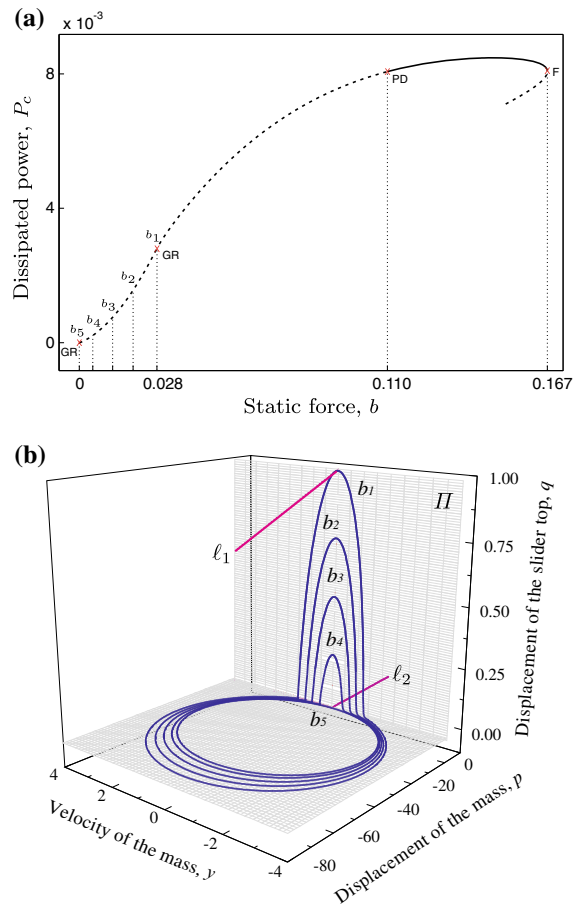 (a)
× 10⁻³
8
4
0
Dissipated power, P_c
PD
F
b₁
GR
b₂
b₃
b₄
b₅
GR
0
0.028
0.110
0.167
Static force, b
(b)
1.00
0.75
0.50
0.25
0.00
Displacement of the slider top, q
Π
b₁
b₂
b₃
b₄
b₅
ℓ₁
ℓ₂
4
2
0
-2
-4
Velocity of the mass, y
0
-20
-40
-60
-80
Displacement of the mass, p